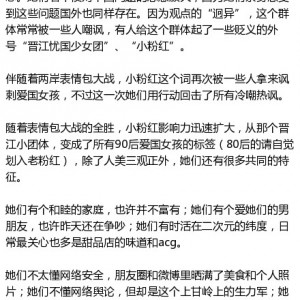 到这些问题国外也同样存在。因为观点的“迥异”，这个群
体常常被一些人嘲讽，有人给这个群体起了一些贬义的外
号“晋江忧国少女团”、“小粉红”。
伴随着两岸表情包大战，小粉红这个词再次被一些人拿来讽
刺爱国女孩，不过这一次她们用行动回击了所有冷嘲热讽。
随着表情包大战的全胜，小粉红影响力迅速扩大，从那个晋
江小团体，变成了所有90后爱国女孩的标签（80后的请自觉
划入老粉红），除了人美三观正外，她们还有很多共同的特
征。
她们有个和睦的家庭，也许并不富有；她们有个爱她们的男
朋友，也许昨天还在争吵；她们有时活在二次元的纬度，日
常最关心也多是甜品店的味道和acg。
她们不太懂网络安全，朋友圈和微博里晒满了美食和个人照
片；她们不懂网络舆论，但却是这个上甘岭上的生力军；她